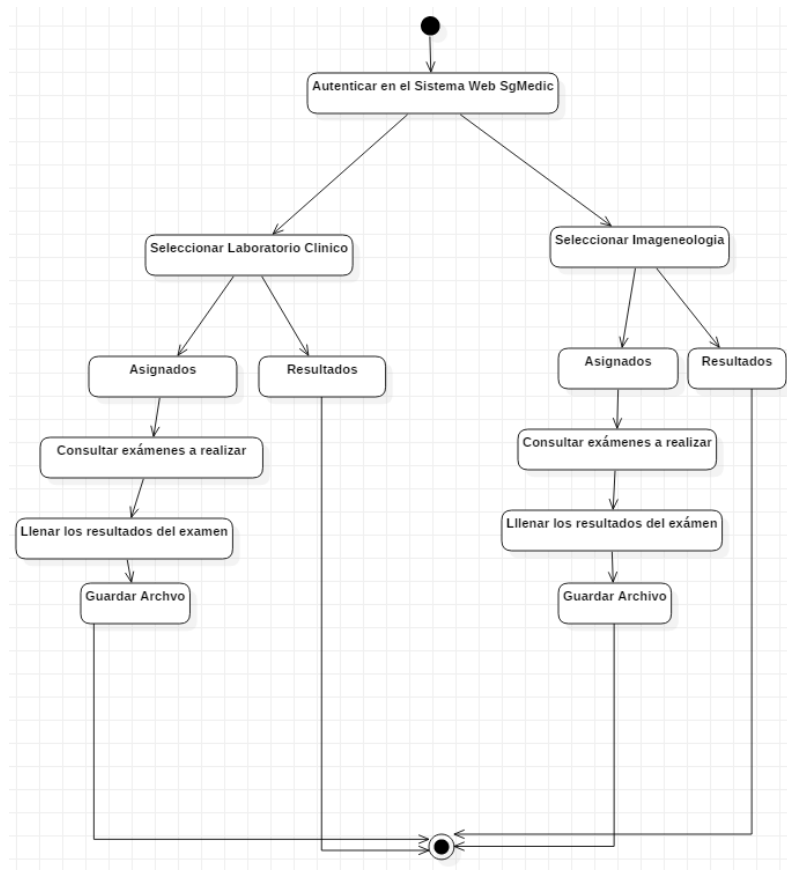 Autenticar en el Sistema Web SgMedic
Seleccionar Laboratorio Clinico
Seleccionar Imageneologia
Asignados
Resultados
Asignados
Resultados
Consultar exámenes a realizar
Consultar exámenes a realizar
Llenar los resultados del examen
Lllenar los resultados del exámen
Guardar Archvo
Guardar Archivo